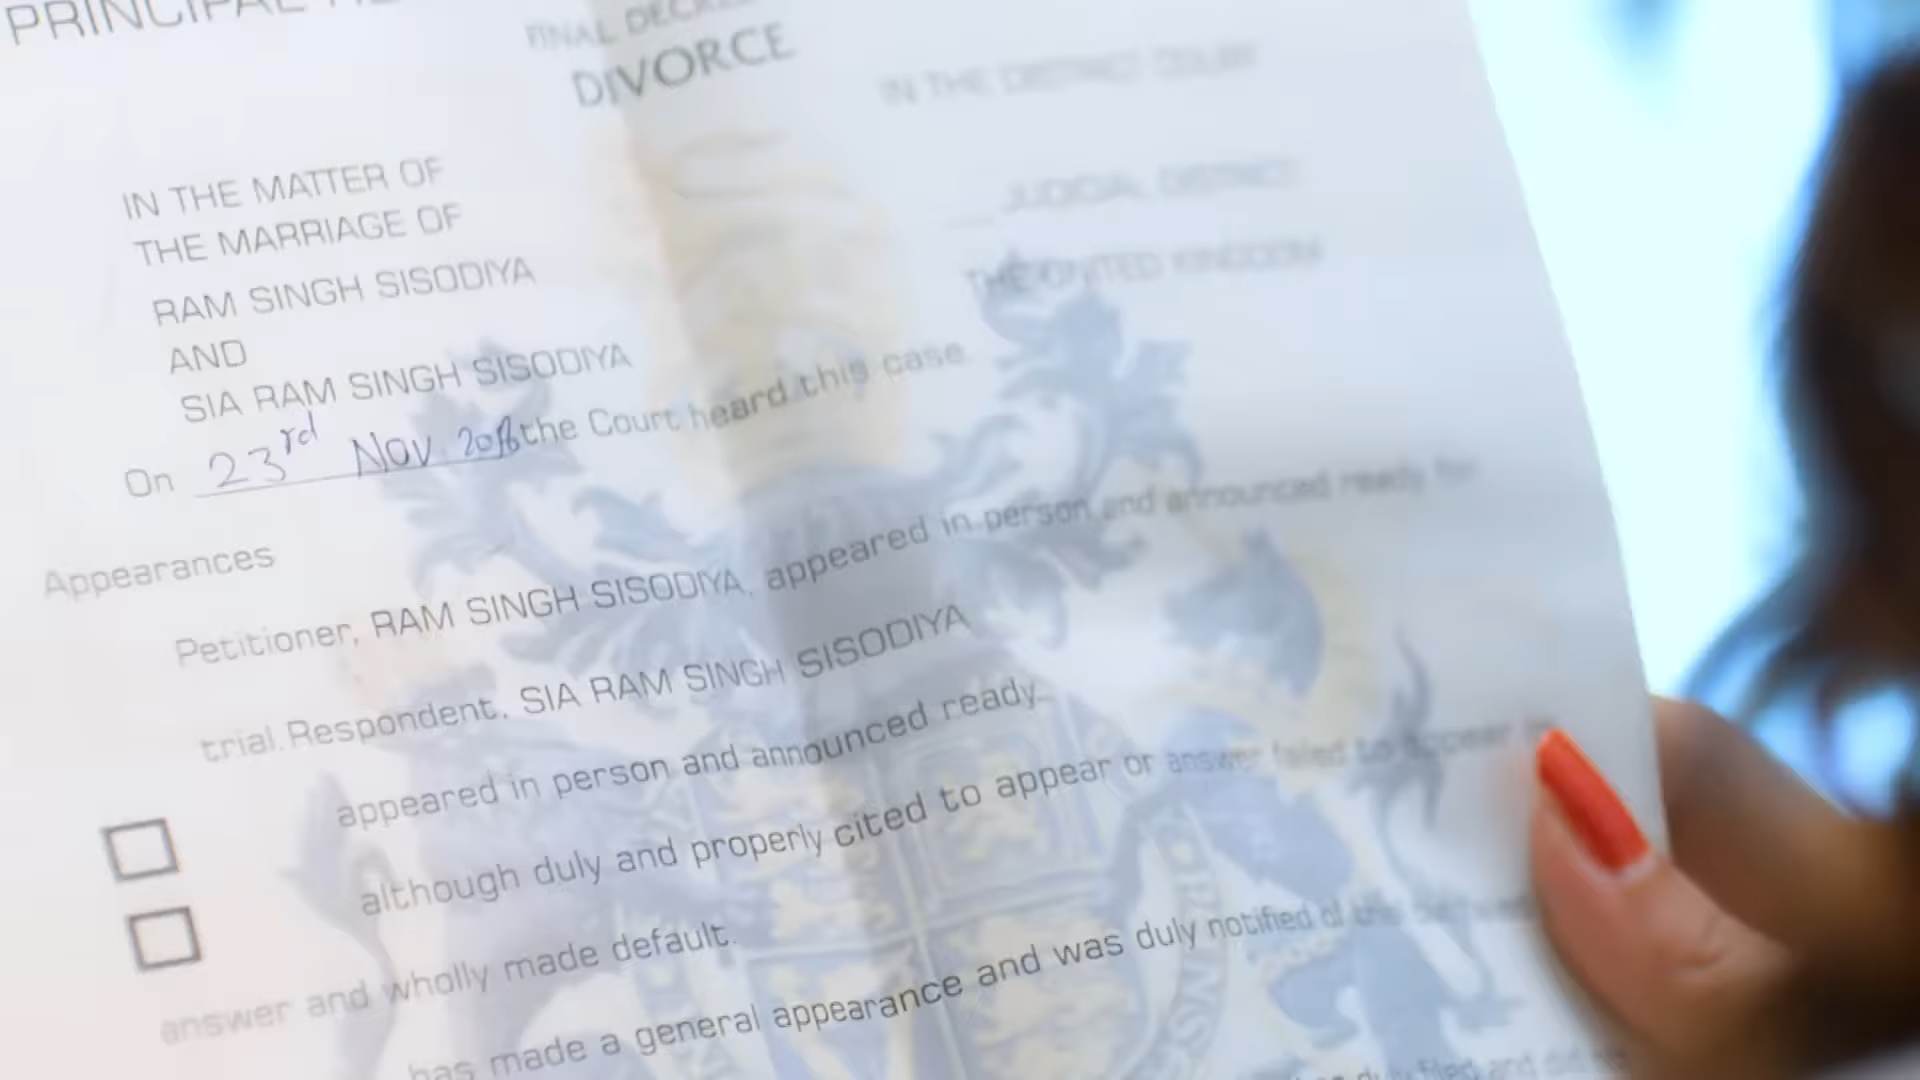 FINAL
DIVORCE
IN THE DISTRICT COURT
IN THE MATTER OF
THE MARRIAGE OF
JUDICIAL DISTRICT
RAM SINGH SISODIYA
THE UNITED KINGDOM
AND
SIA RAM SINGH SISODIYA
On 23rd Nov the Court heard this case.
Appearances
Petitioner, RAM SINGH SISODIYA, appeared in person and announced ready for
trial. Respondent, SIA RAM SINGH SISODIYA
appeared in person and announced ready.
although duly and properly cited to appear or answer failed to appear
answer and wholly made default.
has made a general appearance and was duly notified of